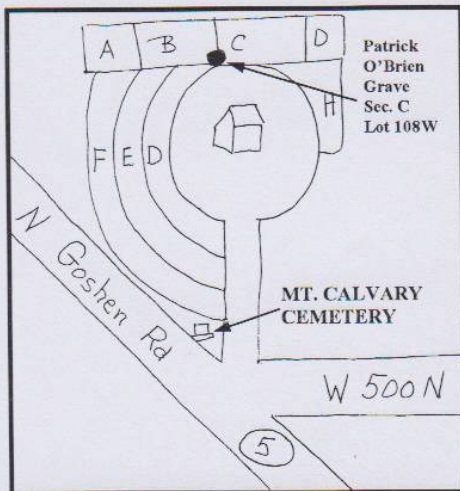 A
B
C
D
Patrick
O'Brien
Grave
Sec. C
Lot 108W
H
F
E
D
N Goshen Rd
MT. CALVARY
CEMETERY
W 500 N
5